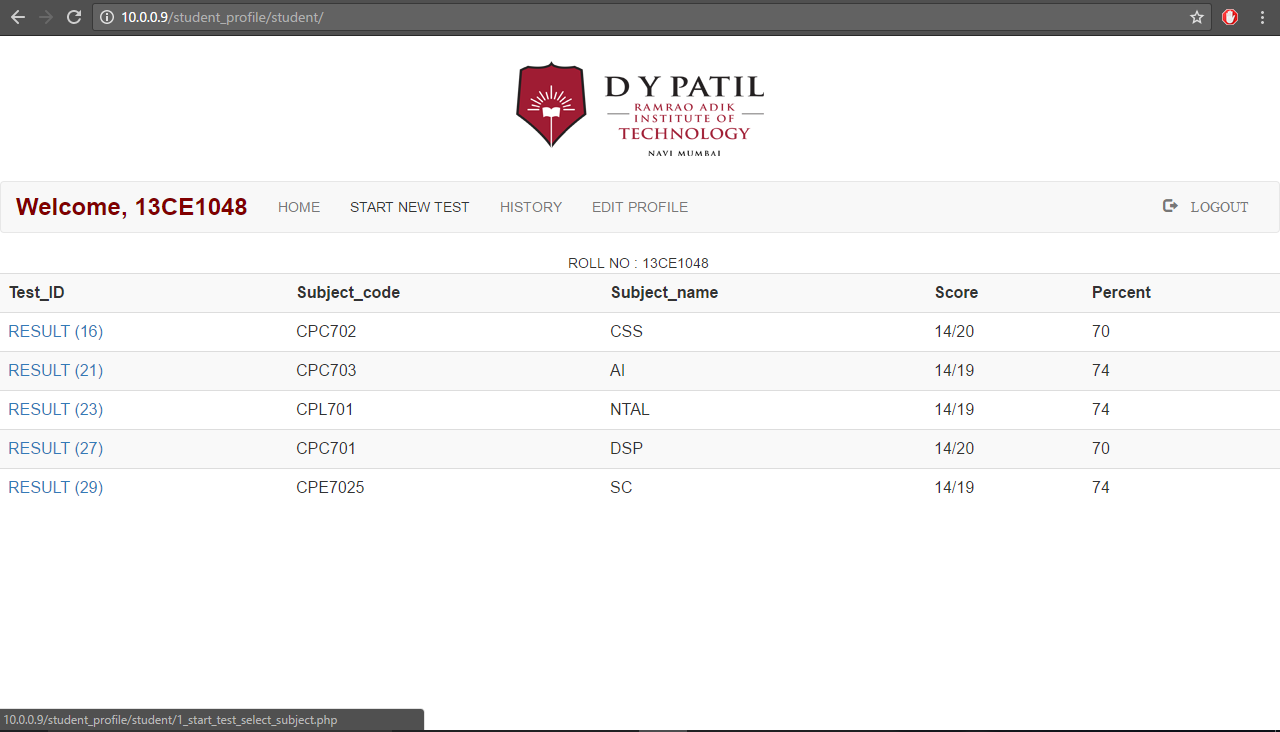 10.0.0.9/student_profile/student/
D Y PATIL
RAMRAO ADIK
INSTITUTE OF
TECHNOLOGY
NAVI MUMBAI
Welcome, 13CE1048 HOME START NEW TEST HISTORY EDIT PROFILE LOGOUT
ROLL NO : 13CE1048
Test_ID Subject_code Subject_name Score Percent
RESULT (16) CPC702 CSS 14/20 70
RESULT (21) CPC703 AI 14/19 74
RESULT (23) CPL701 NTAL 14/19 74
RESULT (27) CPC701 DSP 14/20 70
RESULT (29) CPE7025 SC 14/19 74
10.0.0.9/student_profile/student/1_start_test_select_subject.php